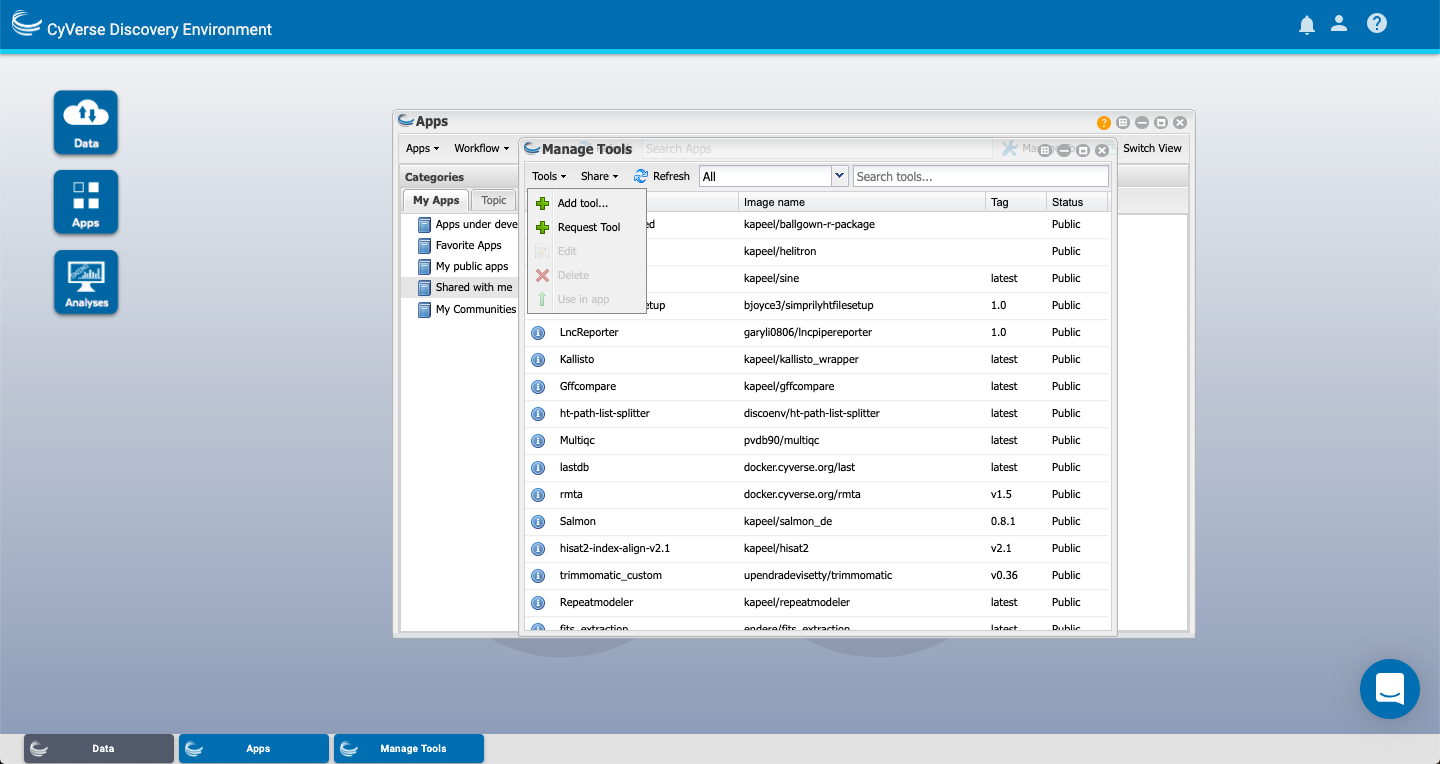 CyVerse Discovery Environment
Data
Apps
Analyses
Apps
Apps Workflow Search Apps Switch View
Categories
My Apps Topic
Apps under deve
Favorite Apps
My public apps
Shared with me
My Communities
Manage Tools
Tools Share Refresh All Search tools...
Add tool...
Request Tool
Edit
Delete
Use in app
Image name Tag Status
ed kapeel/ballgown-r-package Public
kapeel/helitron Public
kapeel/sine latest Public
etup bjoyce3/simprilyhtfilesetup 1.0 Public
LncReporter garyli0806/lncpipereporter 1.0 Public
Kallisto kapeel/kallisto_wrapper latest Public
Gffcompare kapeel/gffcompare latest Public
ht-path-list-splitter discoenv/ht-path-list-splitter latest Public
Multiqc pvdb90/multiqc latest Public
lastdb docker.cyverse.org/last latest Public
rmta docker.cyverse.org/rmta v1.5 Public
Salmon kapeel/salmon_de 0.8.1 Public
hisat2-index-align-v2.1 kapeel/hisat2 v2.1 Public
trimmomatic_custom upendradevisetty/trimmomatic v0.36 Public
Repeatmodeler kapeel/repeatmodeler latest Public
fits_extraction endere/fits_extraction latest Public
Data Apps Manage Tools